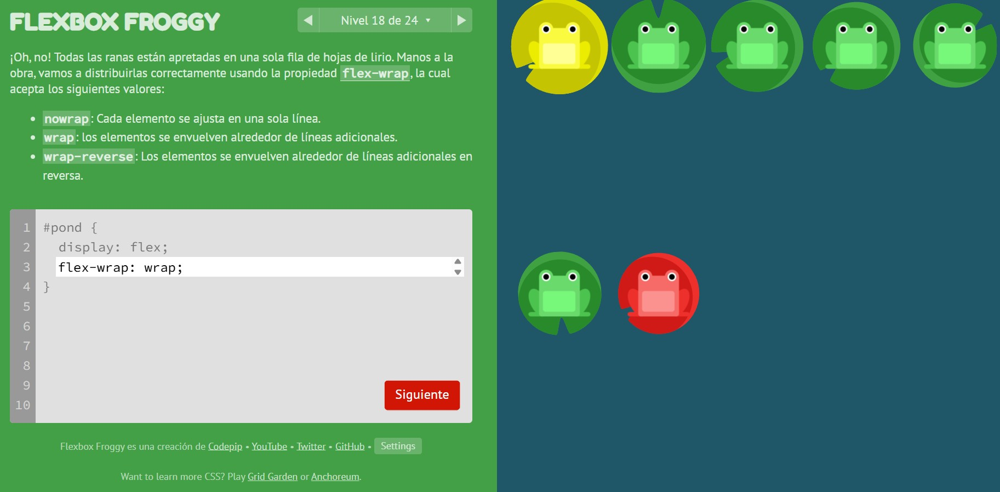 FLEXBOX FROGGY
Nivel 18 de 24
¡Oh, no! Todas las ranas están apretadas en una sola fila de hojas de lirio. Manos a la
obra, vamos a distribuirlas correctamente usando la propiedad flex-wrap, la cual
acepta los siguientes valores:
nowrap: Cada elemento se ajusta en una sola línea.
wrap: los elementos se envuelven alrededor de líneas adicionales.
wrap-reverse: Los elementos se envuelven alrededor de líneas adicionales en
reversa.
1 #pond {
2 display: flex;
3 flex-wrap: wrap;
4 }
5
6
7
8
9
10
Siguiente
Flexbox Froggy es una creación de Codepip • YouTube • Twitter • GitHub • Settings
Want to learn more CSS? Play Grid Garden or Anchoreum.